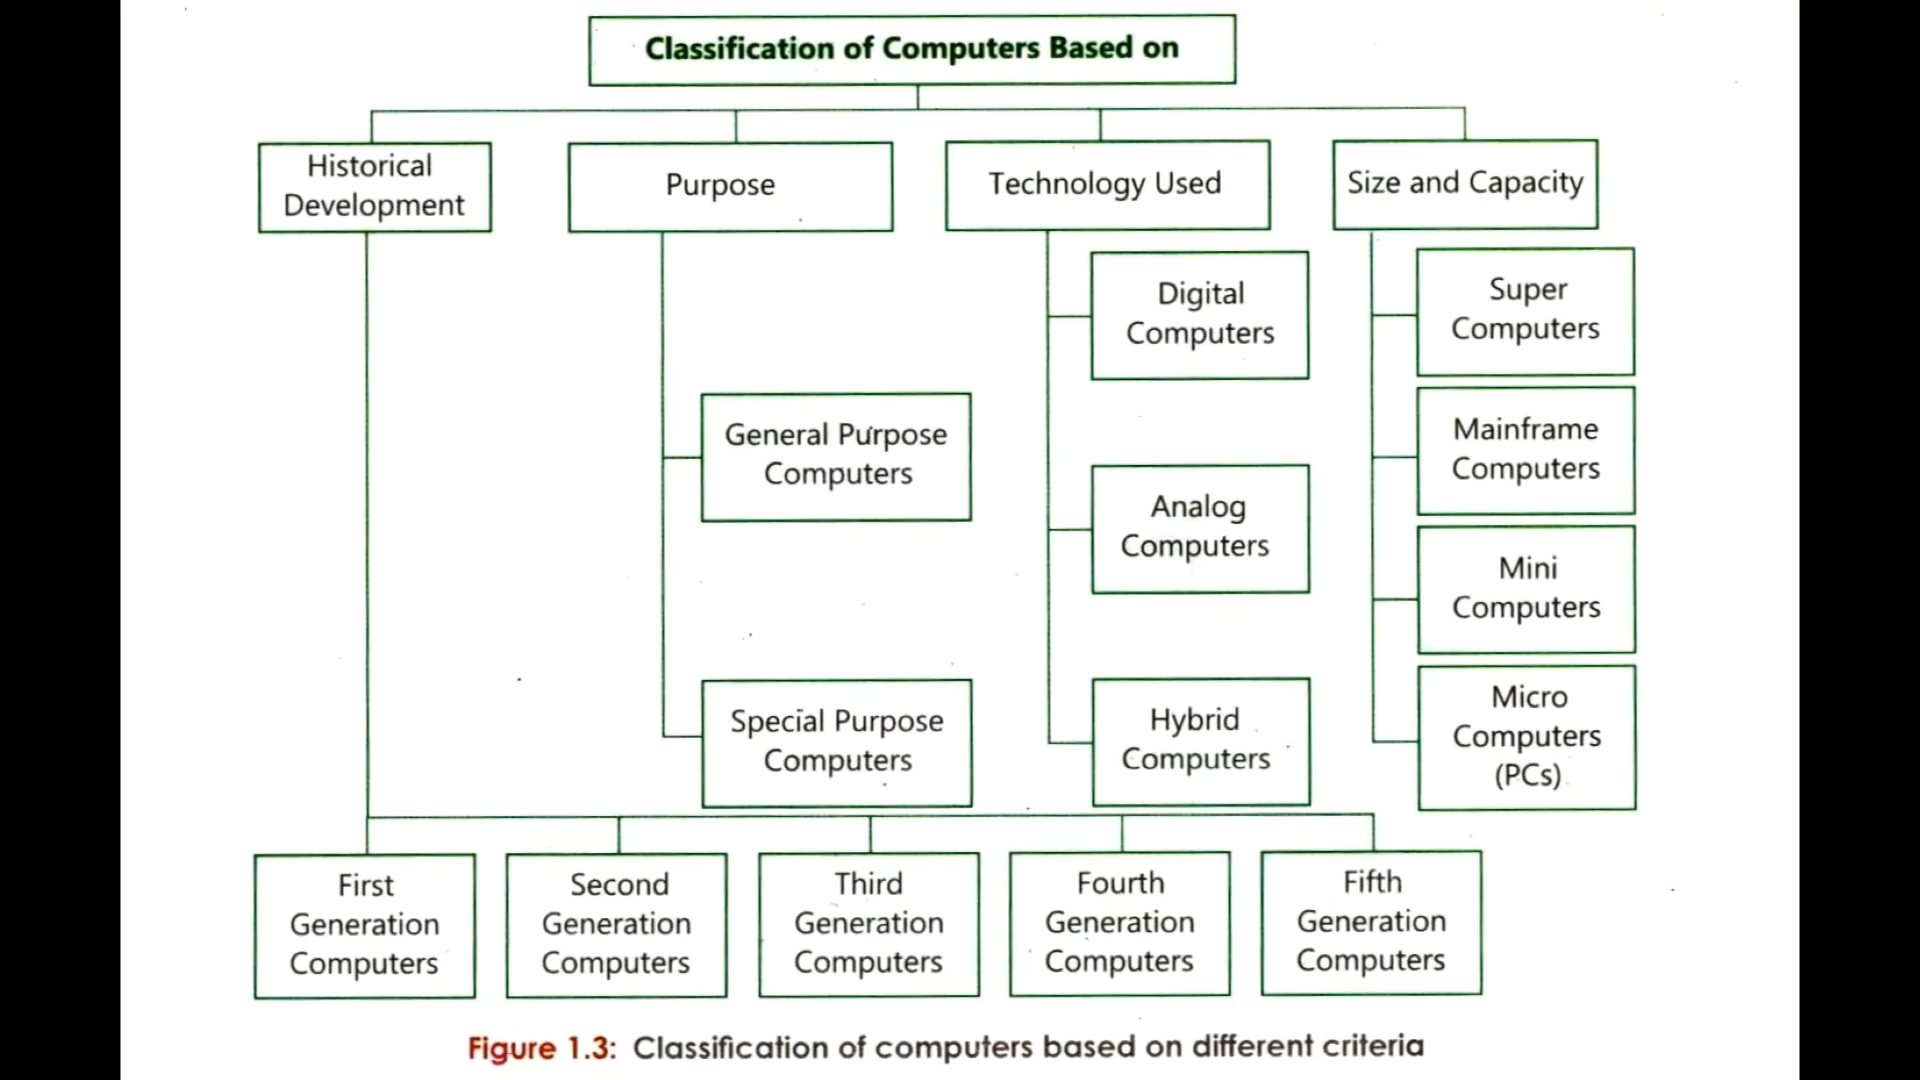 Classification of Computers Based on
Historical
Development
Purpose
Technology Used
Size and Capacity
Digital
Computers
Super
Computers
General Purpose
Computers
Mainframe
Computers
Analog
Computers
Mini
Computers
Special Purpose
Computers
Hybrid
Computers
Micro
Computers
(PCs)
First
Generation
Computers
Second
Generation
Computers
Third
Generation
Computers
Fourth
Generation
Computers
Fifth
Generation
Computers
Figure 1.3: Classification of computers based on different criteria